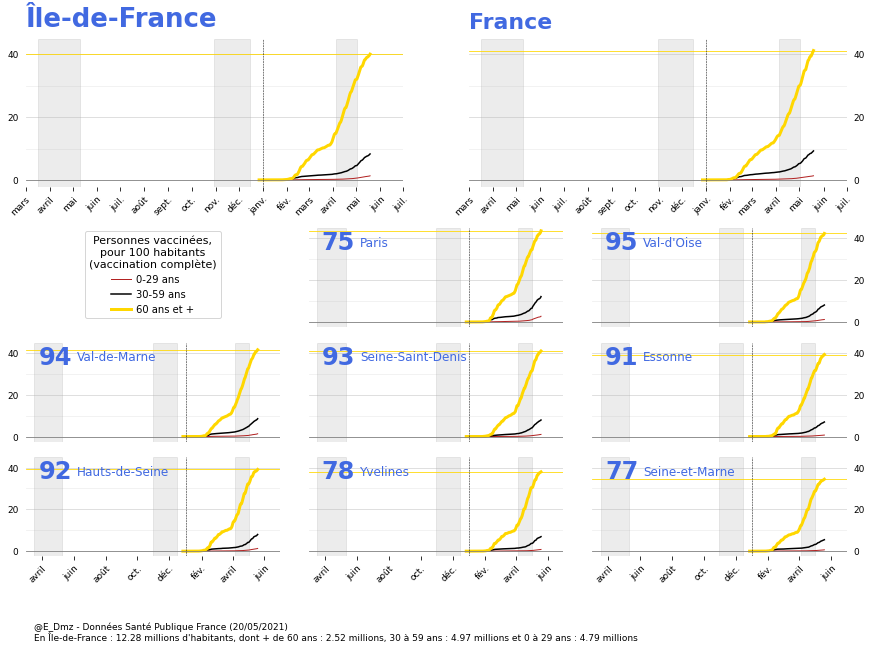 Île-de-France
France
40
20
0
mars avril mai juin juil. août sept. oct. nov. déc. janv. fév. mars avril mai juin juil.
40
20
0
mars avril mai juin juil. août sept. oct. nov. déc. janv. fév. mars avril mai juin juil.
Personnes vaccinées,
pour 100 habitants
(vaccination complète)
0-29 ans
30-59 ans
60 ans et +
75 Paris
95 Val-d'Oise
40
20
0
94 Val-de-Marne
40
20
0
93 Seine-Saint-Denis
91 Essonne
40
20
0
92 Hauts-de-Seine
40
20
0
avril juin août oct. déc. fév. avril juin
78 Yvelines
avril juin août oct. déc. fév. avril juin
77 Seine-et-Marne
40
20
0
avril juin août oct. déc. fév. avril juin
@E_Dmz - Données Santé Publique France (20/05/2021)
En Île-de-France : 12.28 millions d'habitants, dont + de 60 ans : 2.52 millions, 30 à 59 ans : 4.97 millions et 0 à 29 ans : 4.79 millions